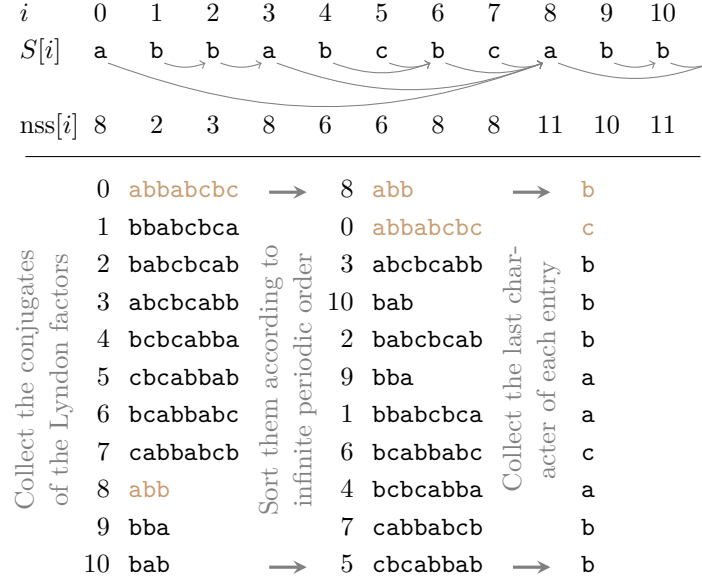 i 0 1 2 3 4 5 6 7 8 9 10
S[i] a b b a b c b c a b b
nss[i] 8 2 3 8 6 6 8 8 11 10 11
0 abbabcbc 8 abb b
1 bbabcbca 0 abbabcbc c
2 babcbcab 3 abcbcabb b
3 abcbcabb 10 bab b
4 bcbcabba 2 babcbcab b
5 cbcabbab 9 bba a
6 bcabbabc 1 bbabcbca a
7 cabbabcb 6 bcabbabc c
8 abb 4 bcbcabba a
9 bba 7 cabbabcb b
10 bab 5 cbcabbab b
Collect the conjugates
of the Lyndon factors
Sort them according to
infinite periodic order
Collect the last char-
acter of each entry